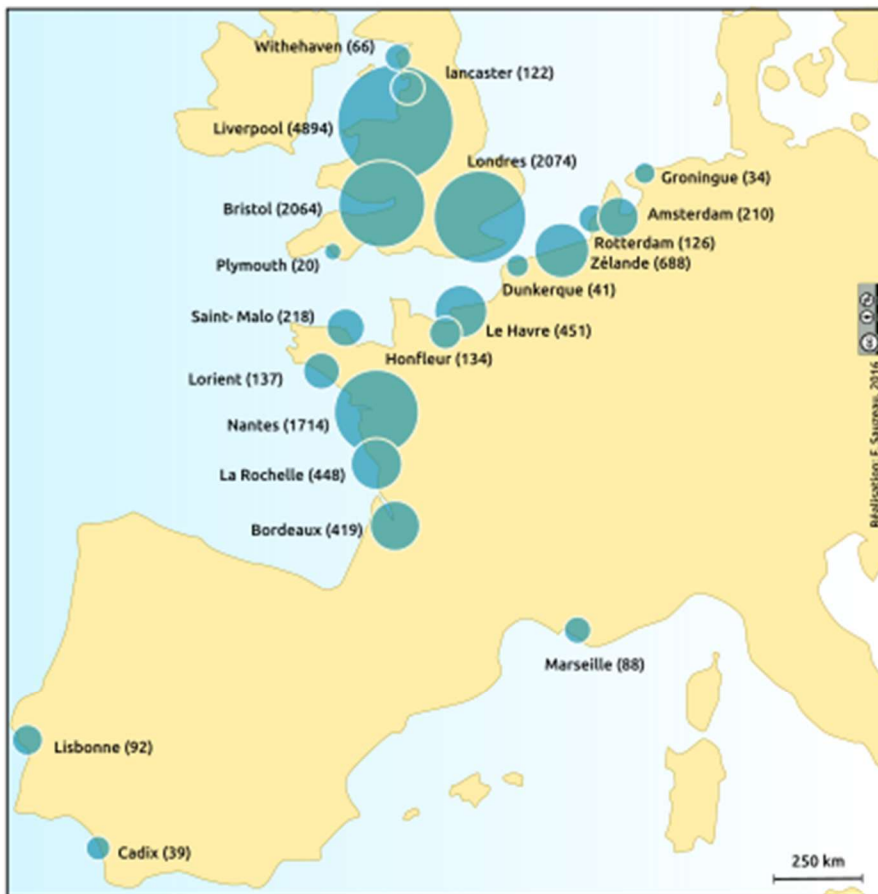 Withehaven (66)
lancaster (122)
Liverpool (4894)
Londres (2074)
Groningue (34)
Bristol (2064)
Amsterdam (210)
Rotterdam (126)
Plymouth (20)
Zélande (688)
Dunkerque (41)
Saint- Malo (218)
Le Havre (451)
Honfleur (134)
Lorient (137)
Nantes (1714)
La Rochelle (448)
Bordeaux (419)
Marseille (88)
Lisbonne (92)
Cadix (39)
250 km
Réalisation: F. Sauzeau, 2016
cc